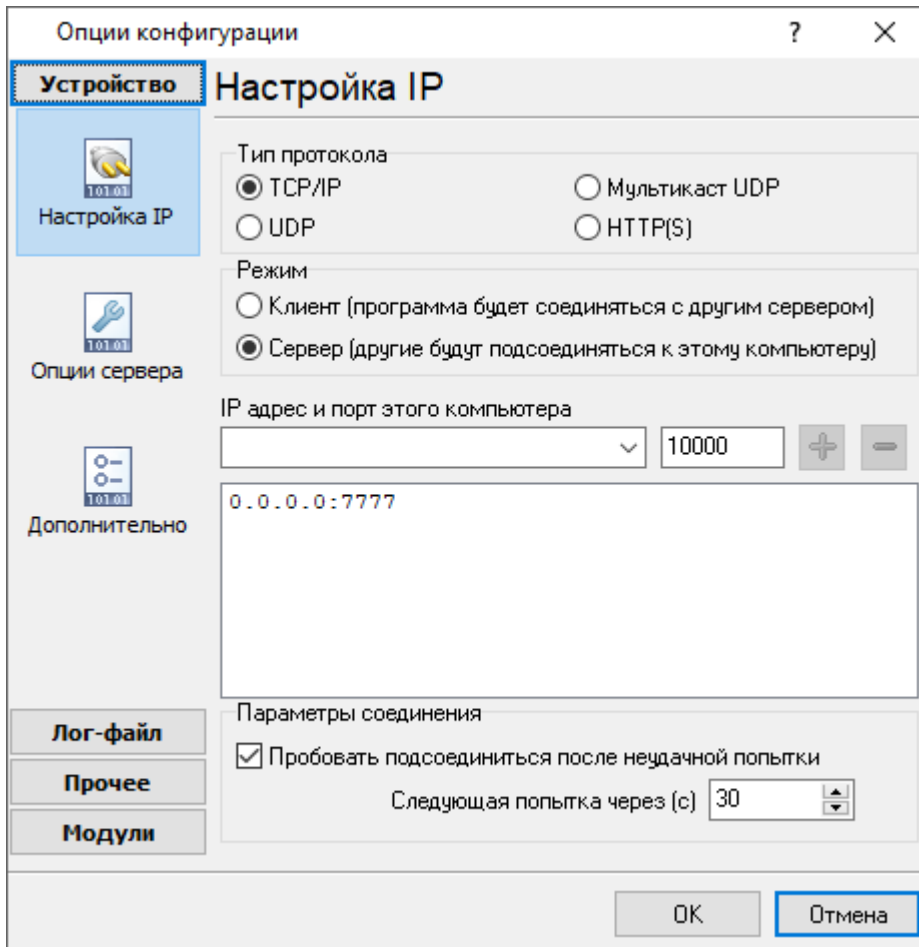 Опции конфигурации
?
Устройство
Настройка IP
101.01
Настройка IP
101.01
Опции сервера
101.01
Дополнительно
Тип протокола
TCP/IP
Мультикаст UDP
UDP
HTTP(S)
Режим
Клиент (программа будет соединяться с другим сервером)
Сервер (другие будут подсоединяться к этому компьютеру)
IP адрес и порт этого компьютера
10000
0.0.0.0:7777
Лог-файл
Прочее
Модули
Параметры соединения
Пробовать подсоединиться после неудачной попытки
Следующая попытка через (с) 30
OK
Отмена